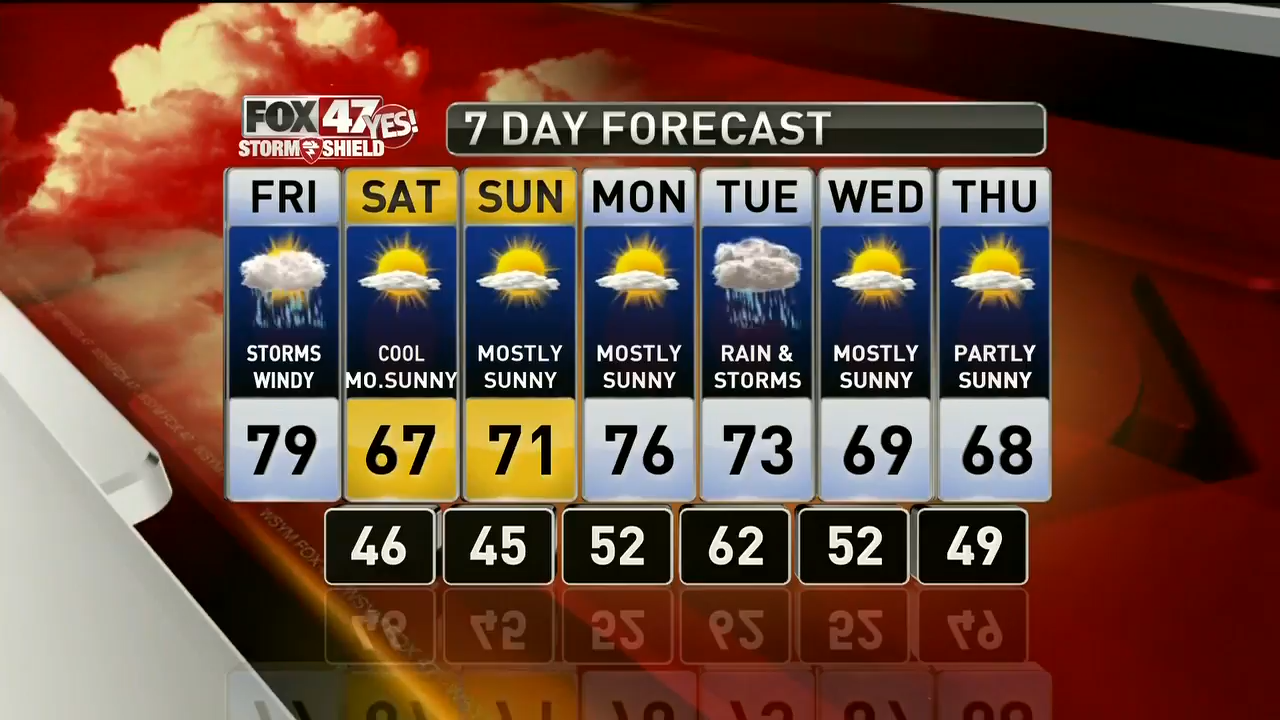 FOX 47 YES!
STORM SHIELD
7 DAY FORECAST
FRI SAT SUN MON TUE WED THU
STORMS COOL MOSTLY MOSTLY RAIN & MOSTLY PARTLY
WINDY MO.SUNNY SUNNY SUNNY STORMS SUNNY SUNNY
79 67 71 76 73 69 68
46 45 52 62 52 49
WSYM FOX